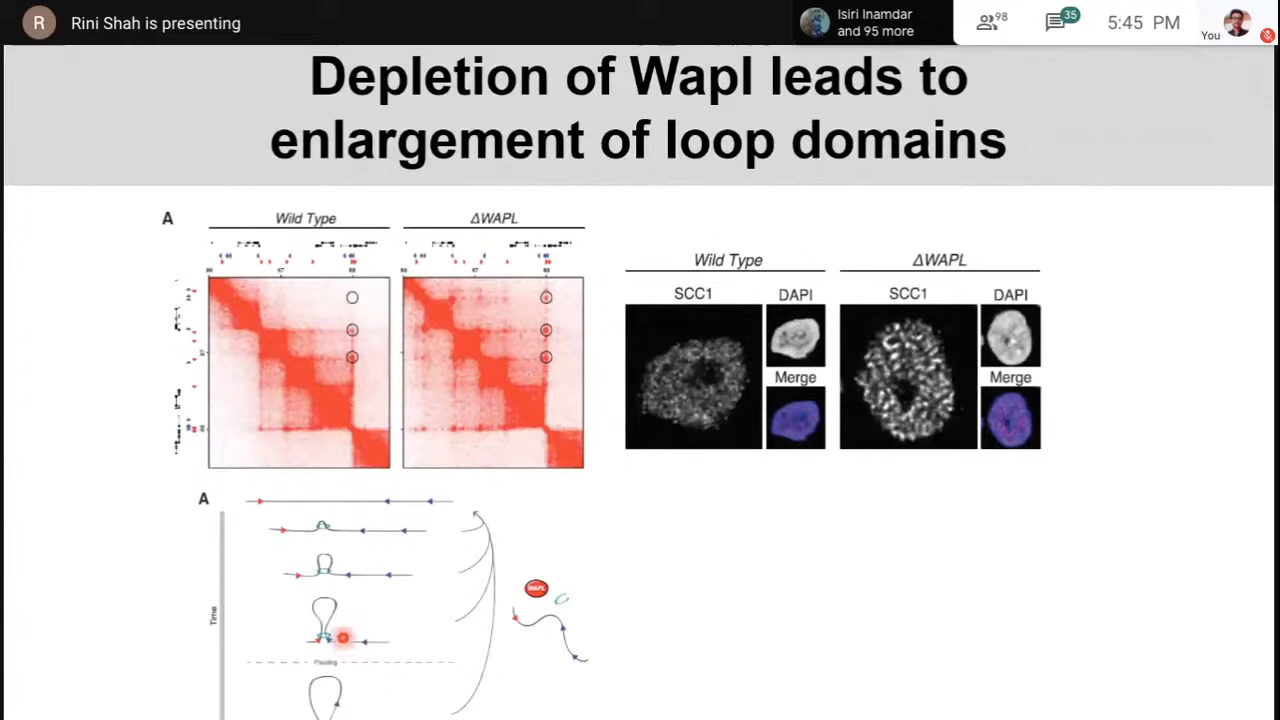 R Rini Shah is presenting
Isiri Inamdar
and 95 more
98
35
5:45 PM
You
Depletion of Wapl leads to
enlargement of loop domains
A
Wild Type
ΔWAPL
Wild Type
ΔWAPL
SCC1
DAPI
SCC1
DAPI
Merge
Merge
A
Time
WAPL
Pausing